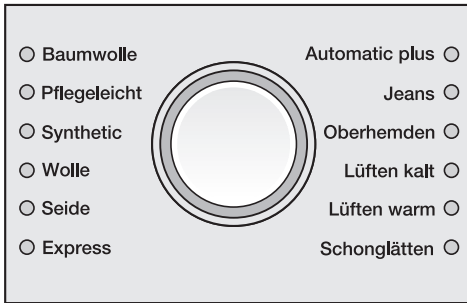 Baumwolle
Pflegeleicht
Synthetic
Wolle
Seide
Express
Automatic plus
Jeans
Oberhemden
Lüften kalt
Lüften warm
Schonglätten